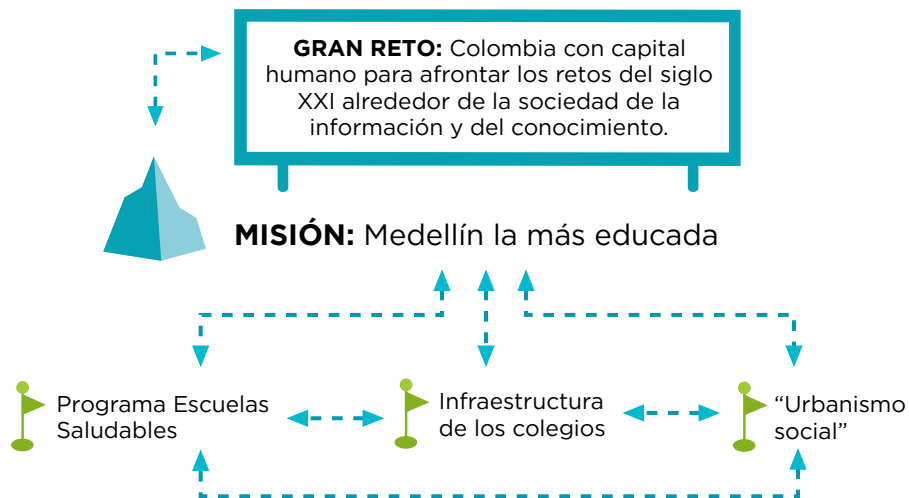 GRAN RETO: Colombia con capital
humano para afrontar los retos del siglo
XXI alrededor de la sociedad de la
información y del conocimiento.
MISIÓN: Medellín la más educada
Programa Escuelas
Saludables
Infraestructura
de los colegios
“Urbanismo
social”